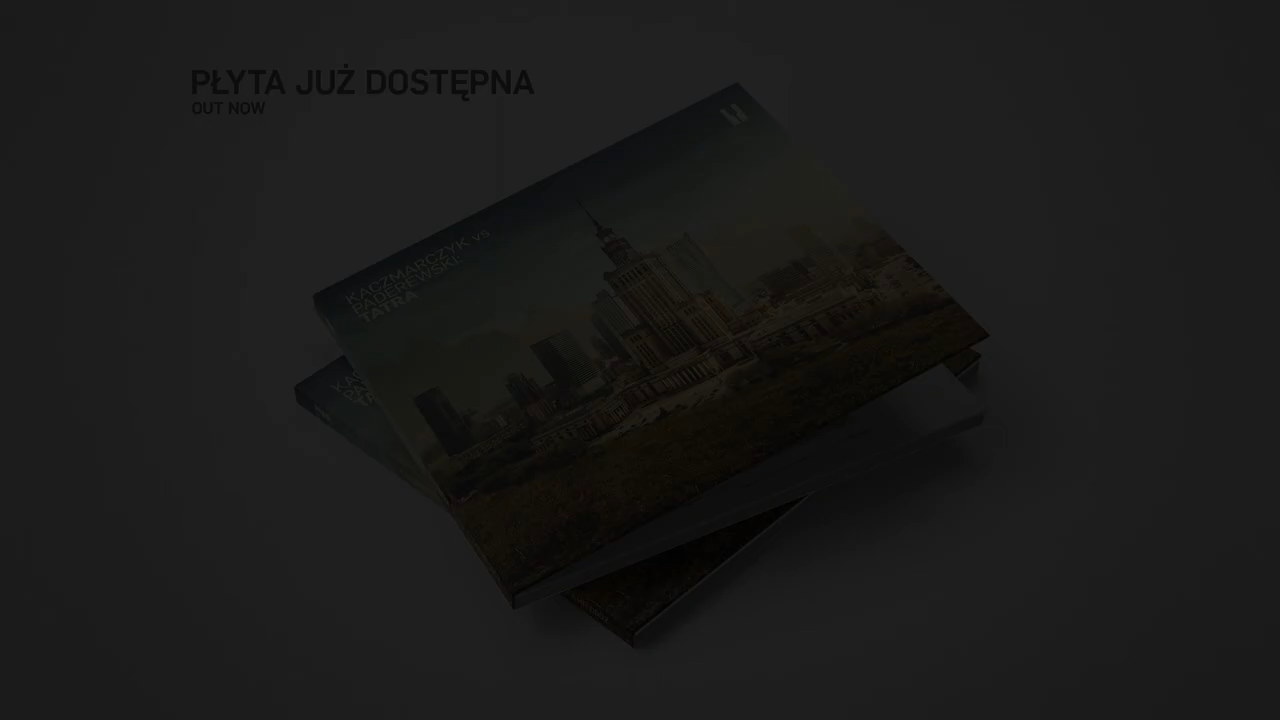 PŁYTA JUŻ DOSTĘPNA
OUT NOW
KACZMARCZYK vs
PADEREWSKI:
TATRA